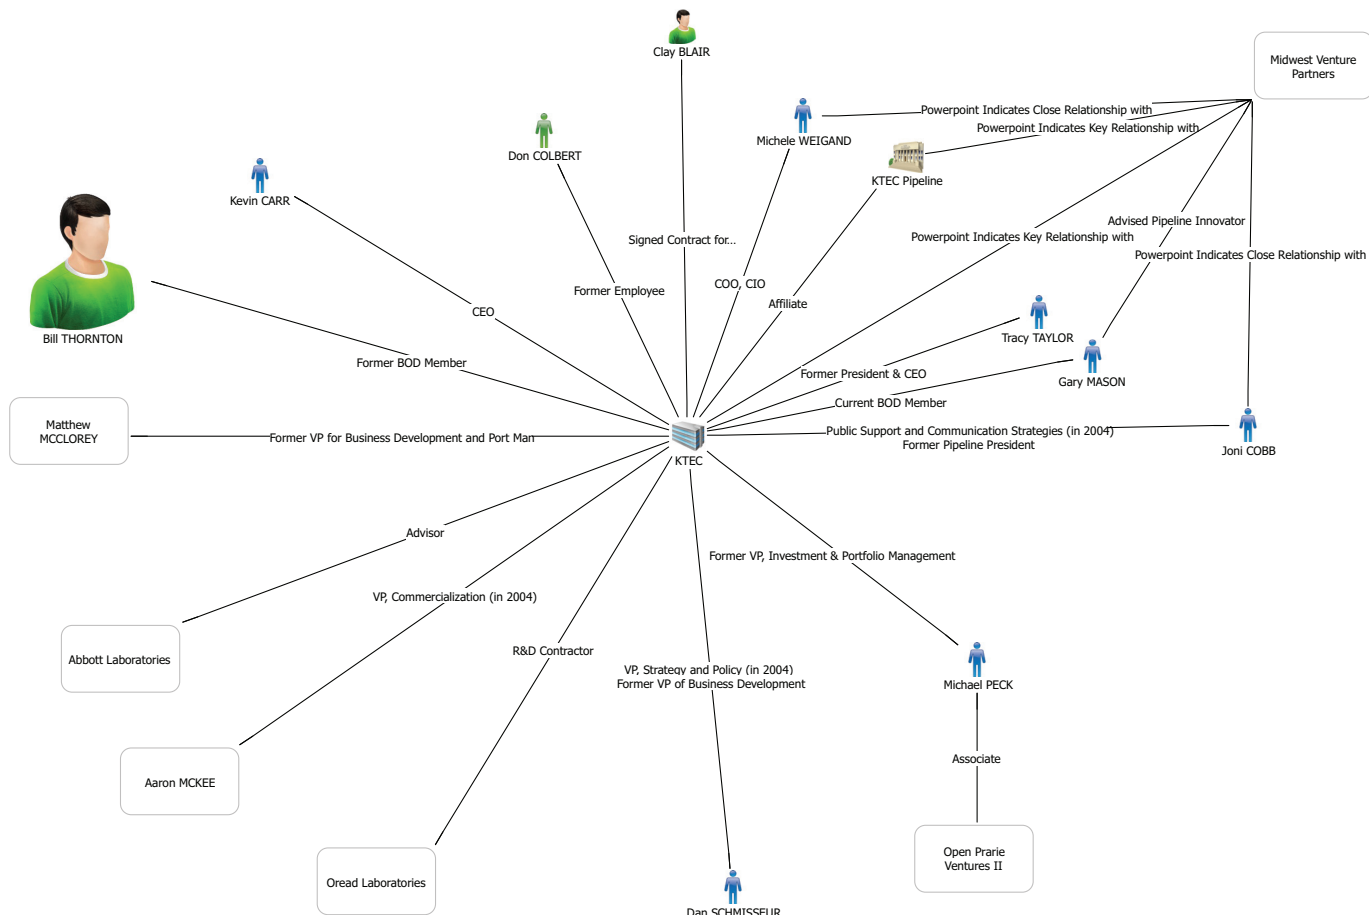 Clay BLAIR
Midwest Venture
Partners
Powerpoint Indicates Close Relationship with
Powerpoint Indicates Key Relationship with
Michele WEIGAND
Don COLBERT
KTEC Pipeline
Kevin CARR
Advised Pipeline Innovator
Signed Contract for...
Powerpoint Indicates Key Relationship with
Powerpoint Indicates Close Relationship with
COO, CIO
Former Employee
Affiliate
CEO
Bill THORNTON
Tracy TAYLOR
Former BOD Member
Former President & CEO
Gary MASON
Current BOD Member
Matthew
MCCLOREY
Former VP for Business Development and Port Man
Public Support and Communication Strategies (in 2004)
Former Pipeline President
Joni COBB
KTEC
Advisor
Former VP, Investment & Portfolio Management
VP, Commercialization (in 2004)
R&D Contractor
Abbott Laboratories
VP, Strategy and Policy (in 2004)
Former VP of Business Development
Michael PECK
Associate
Aaron MCKEE
Open Prarie
Ventures II
Oread Laboratories
Dan SCHMISSEUR